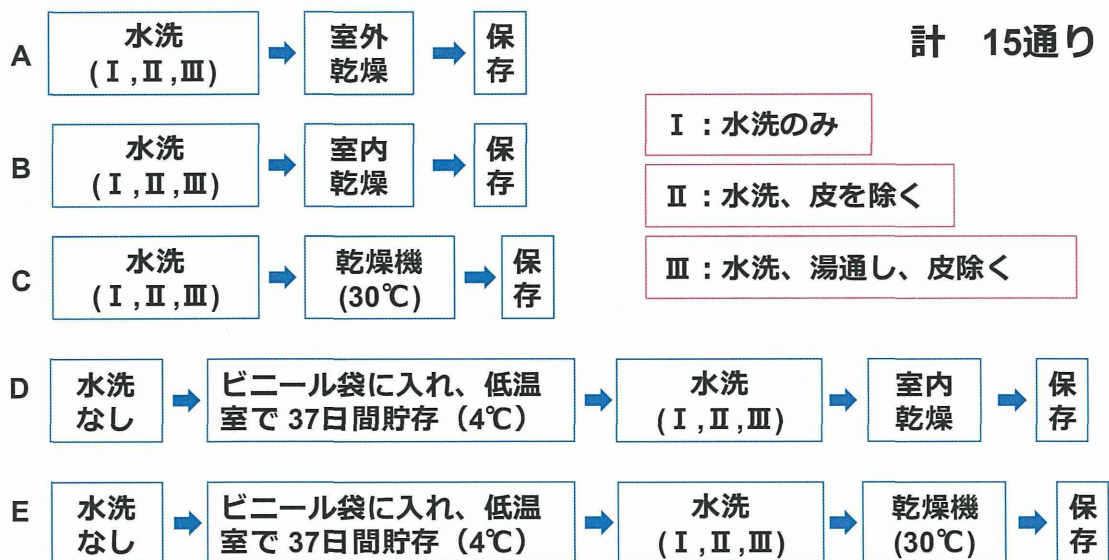 計 15通り
A
水洗
(Ⅰ,Ⅱ,Ⅲ)
室外
乾燥
保
存
B
水洗
(Ⅰ,Ⅱ,Ⅲ)
室内
乾燥
保
存
C
水洗
(Ⅰ,Ⅱ,Ⅲ)
乾燥機
(30℃)
保
存
Ⅰ：水洗のみ
Ⅱ：水洗、皮を除く
Ⅲ：水洗、湯通し、皮除く
D
水洗
なし
ビニール袋に入れ、低温
室で 37日間貯存（4℃）
水洗
(Ⅰ,Ⅱ,Ⅲ)
室内
乾燥
保
存
E
水洗
なし
ビニール袋に入れ、低温
室で 37日間貯存（4℃）
水洗
(Ⅰ,Ⅱ,Ⅲ)
乾燥機
(30℃)
保
存